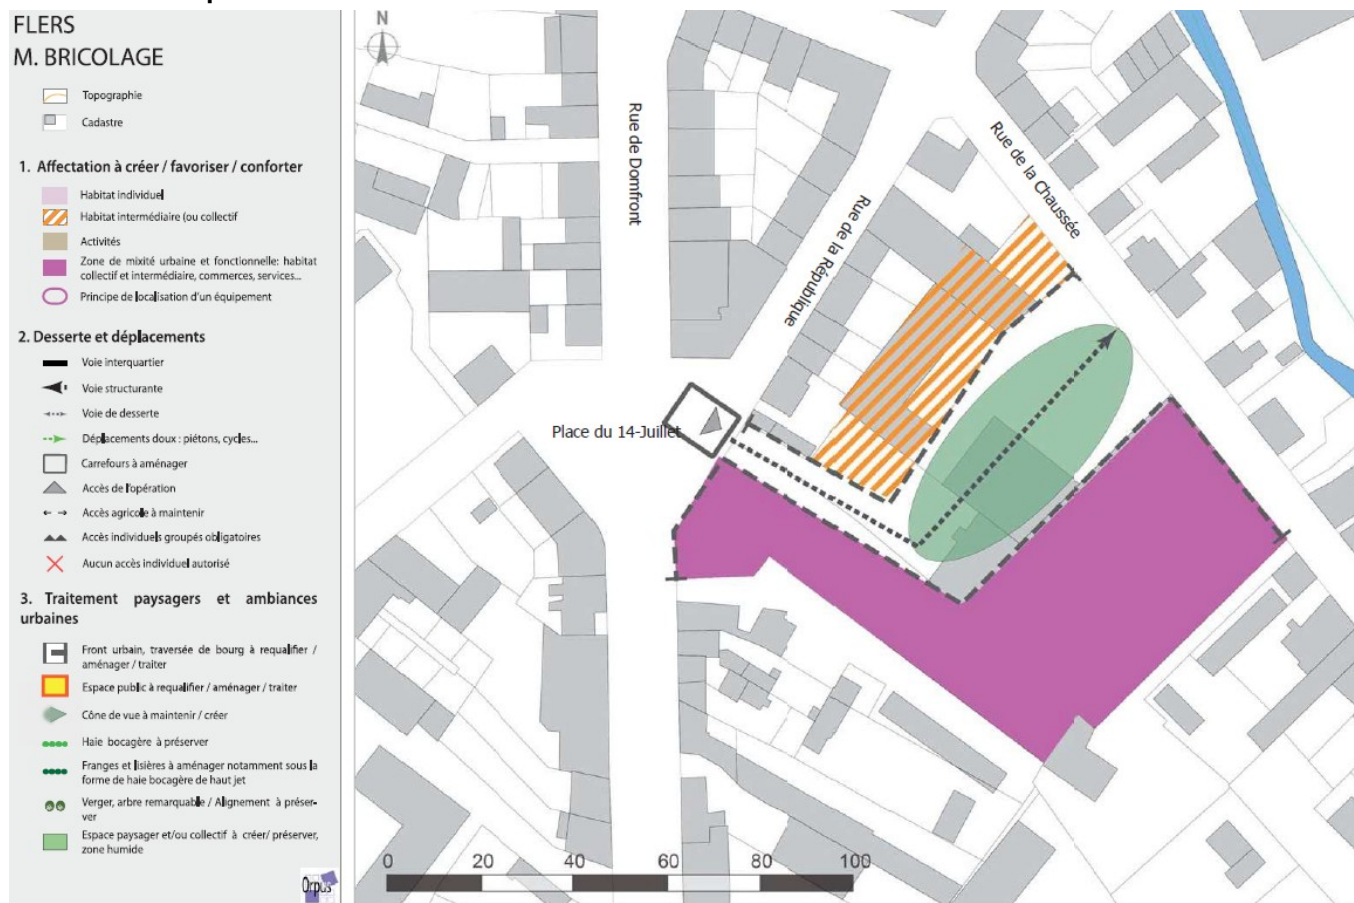 FLERS
M. BRICOLAGE
Topographie
Cadastre
1. Affectation à créer / favoriser / conforter
Habitat individuel
Habitat intermédiaire (ou collectif
Activités
Zone de mixité urbaine et fonctionnelle: habitat
collectif et intermédiaire, commerces, services...
Principe de localisation d'un équipement
2. Desserte et déplacements
Voie interquartier
Voie structurante
Voie de desserte
Déplacements doux : piétons, cycles...
Carrefours à aménager
Accès de l'opération
Accès agricole à maintenir
Accès individuels groupés obligatoires
Aucun accès individuel autorisé
3. Traitement paysagers et ambiances
urbaines
Front urbain, traversée de bourg à requalifier /
aménager / traiter
Espace public à requalifier / aménager / traiter
Cône de vue à maintenir / créer
Haie bocagère à préserver
Franges et lisières à aménager notamment sous la
forme de haie bocagère de haut jet
Verger, arbre remarquable / Alignement à préser-
ver
Espace paysager et/ou collectif à créer/ préserver,
zone humide
Orpus
N
Rue de Domfront
Rue de la République
Rue de la Chaussée
Place du 14-Juillet
0 20 40 60 80 100